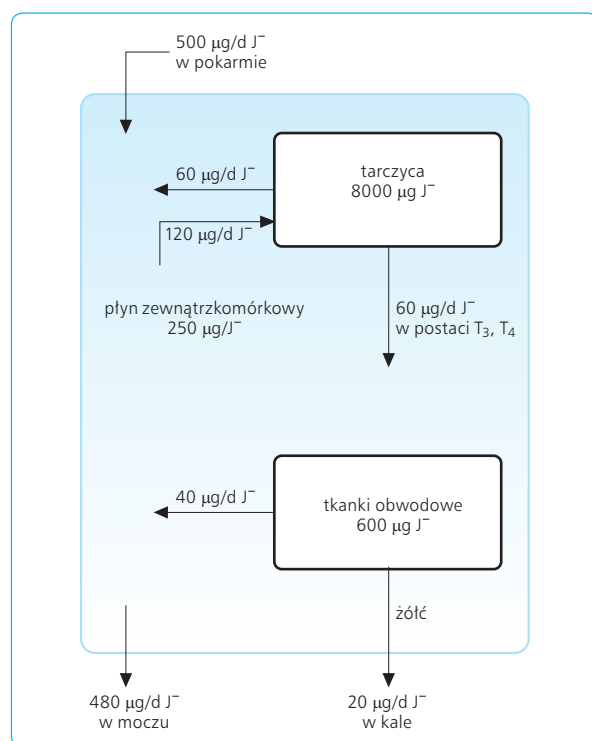 500 μg/d J⁻
w pokarmie
60 μg/d J⁻
tarczyca
8000 μg J⁻
120 μg/d J⁻
płyn zewnątrzkomórkowy
250 μg/J⁻
60 μg/d J⁻
w postaci T₃, T₄
40 μg/d J⁻
tkanki obwodowe
600 μg J⁻
żółć
480 μg/d J⁻
w moczu
20 μg/d J⁻
w kale